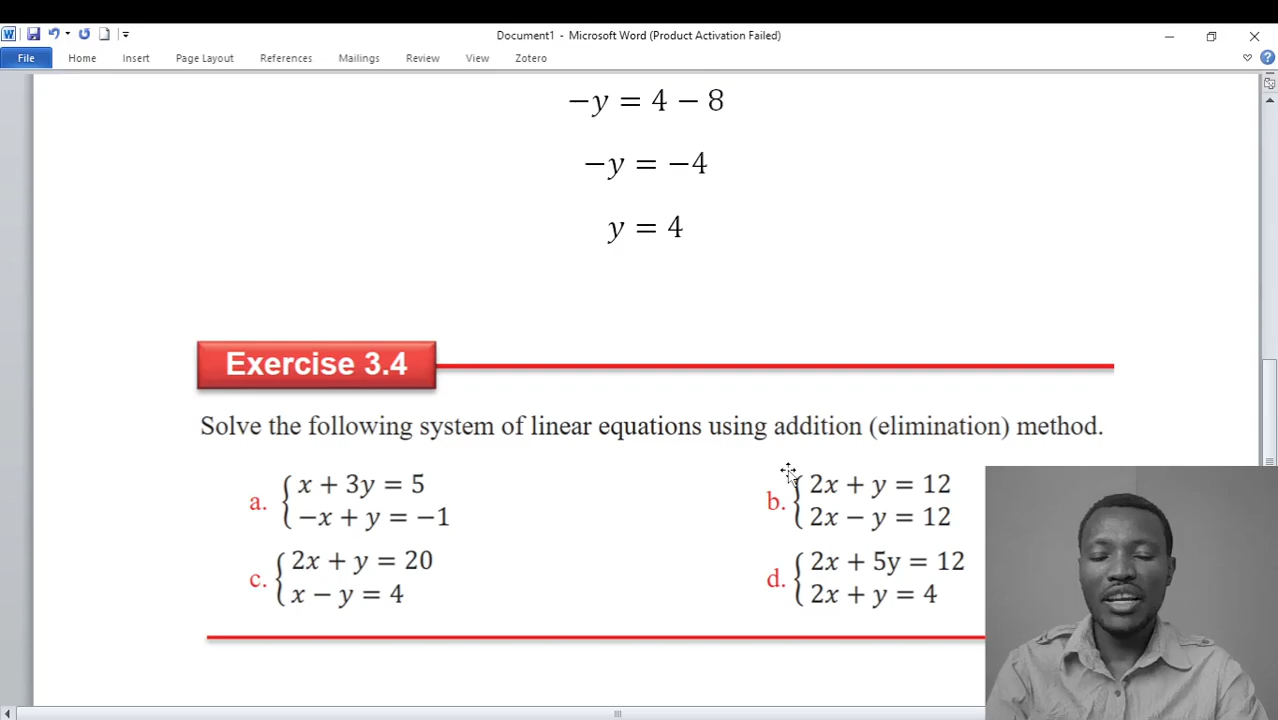 Document1 - Microsoft Word (Product Activation Failed)
File Home Insert Page Layout References Mailings Review View Zotero
−y = 4 − 8
−y = −4
y = 4
Exercise 3.4
Solve the following system of linear equations using addition (elimination) method.
a. { x + 3y = 5
−x + y = −1
b. { 2x + y = 12
2x − y = 12
c. { 2x + y = 20
x − y = 4
d. { 2x + 5y = 12
2x + y = 4